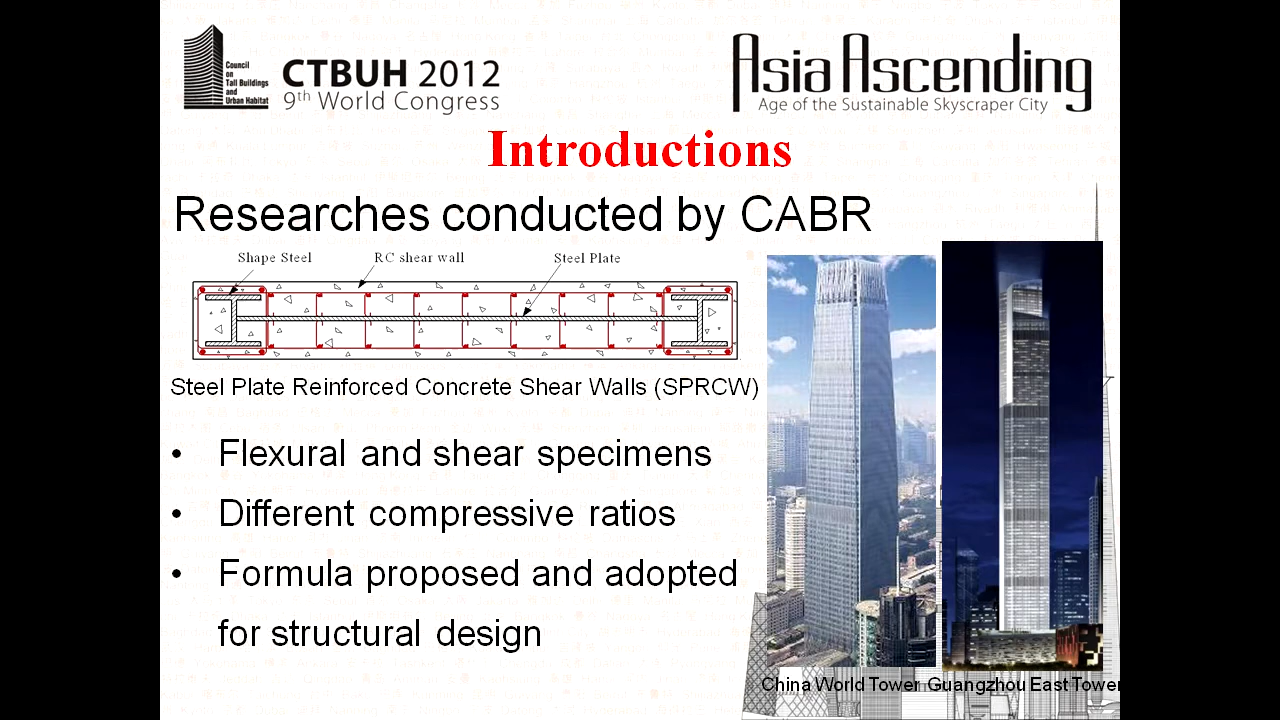 Council
on
Tall Buildings
and
Urban Habitat
CTBUH 2012
9th World Congress
Asia Ascending
Age of the Sustainable Skyscraper City
Introductions
Researches conducted by CABR
Shape Steel
RC shear wall
Steel Plate
Steel Plate Reinforced Concrete Shear Walls (SPRCW)
• Flexural and shear specimens
• Different compressive ratios
• Formula proposed and adopted
for structural design
China World Tower
Guangzhou East Tower